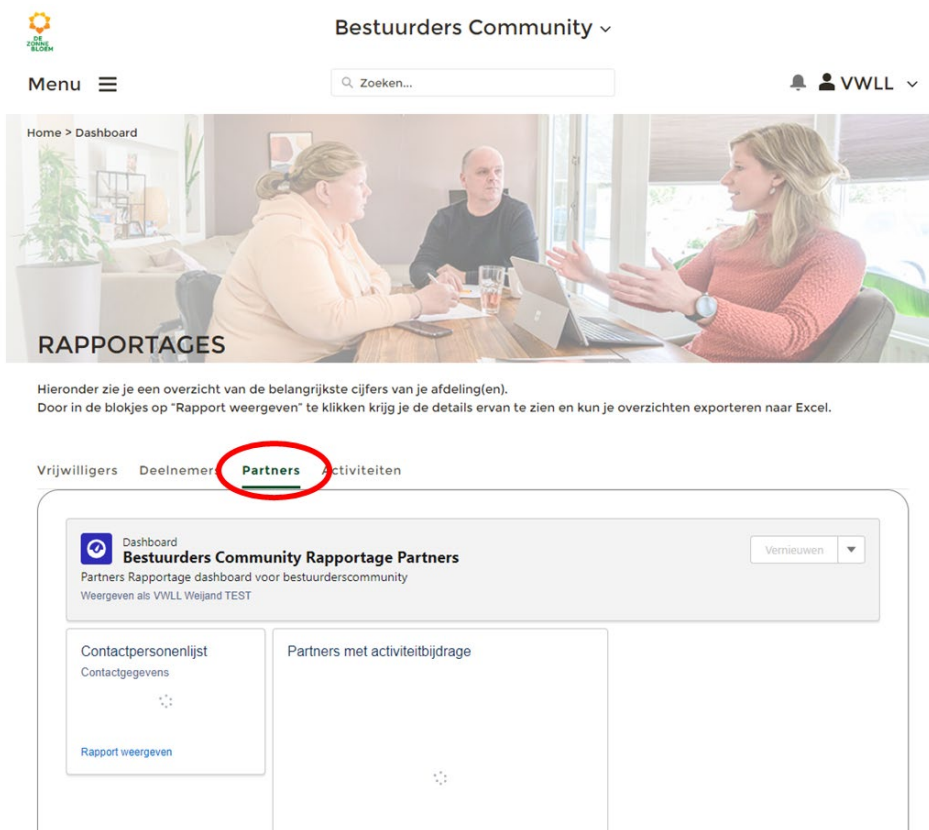 DE
ZONNE
BLOEM
Bestuurders Community
Menu
Zoeken...
VWLL
Home > Dashboard
RAPPORTAGES
Hieronder zie je een overzicht van de belangrijkste cijfers van je afdeling(en).
Door in de blokjes op "Rapport weergeven" te klikken krijg je de details ervan te zien en kun je overzichten exporteren naar Excel.
Vrijwilligers Deelnemers Partners Activiteiten
Dashboard
Bestuurders Community Rapportage Partners
Partners Rapportage dashboard voor bestuurderscommunity
Weergeven als VWLL Weijand TEST
Vernieuwen
Contactpersonenlijst
Contactgegevens
Rapport weergeven
Partners met activiteitbijdrage